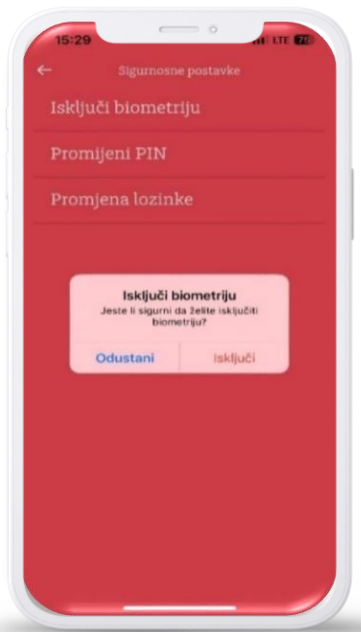 15:29
LTE
Sigurnosne postavke
Isključi biometriju
Promijeni PIN
Promjena lozinke
Isključi biometriju
Jeste li sigurni da želite isključiti
biometriju?
Odustani Isključi